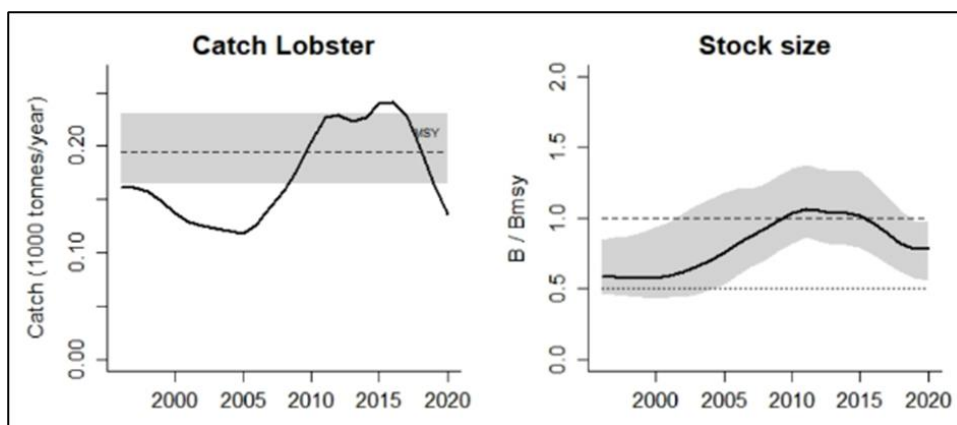 Catch Lobster
Catch (1000 tonnes/year)
0.20
0.10
0.00
MSY
2000 2005 2010 2015 2020
Stock size
B / Bmsy
2.0
1.5
1.0
0.5
0.0
2000 2005 2010 2015 2020